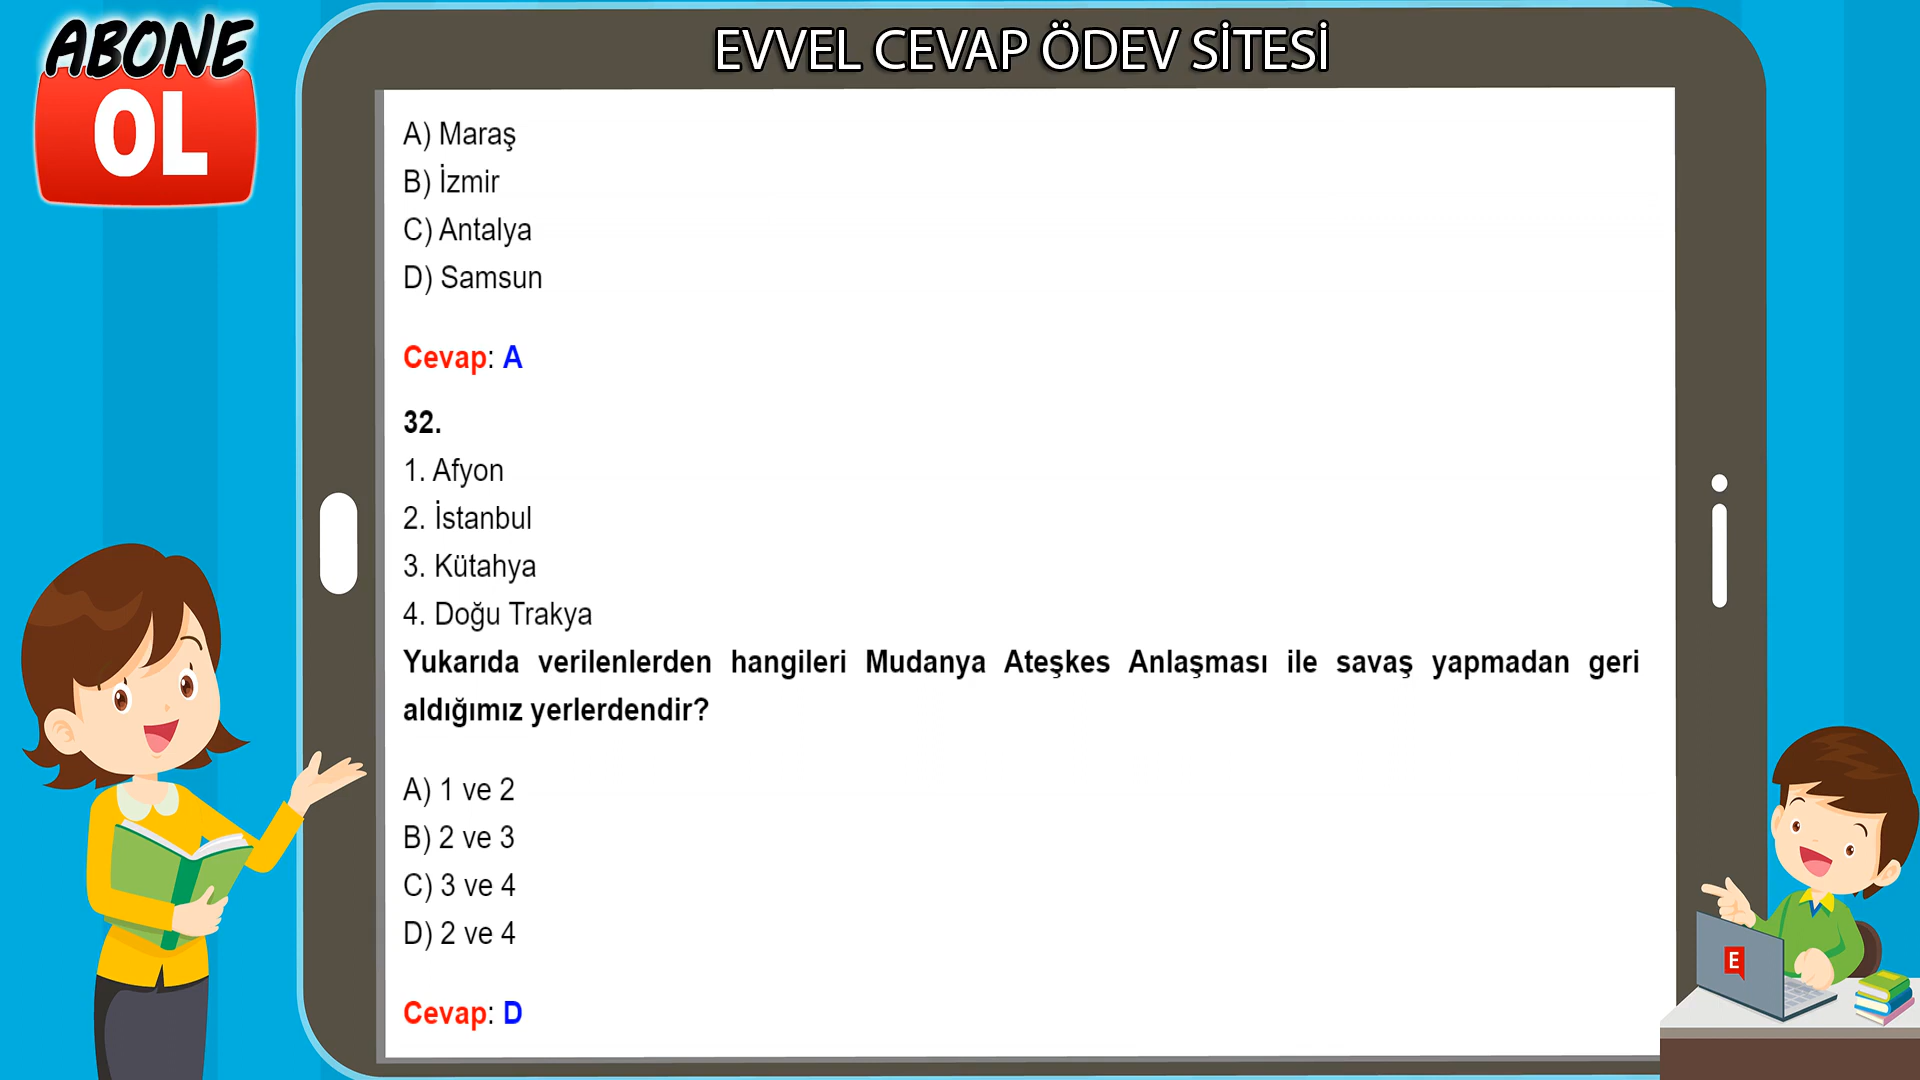 ABONE
OL
EVVEL CEVAP ÖDEV SİTESİ
A) Maraş
B) İzmir
C) Antalya
D) Samsun
Cevap: A
32.
1. Afyon
2. İstanbul
3. Kütahya
4. Doğu Trakya
Yukarıda verilenlerden hangileri Mudanya Ateşkes Anlaşması ile savaş yapmadan geri
aldığımız yerlerdendir?
A) 1 ve 2
B) 2 ve 3
C) 3 ve 4
D) 2 ve 4
Cevap: D
E